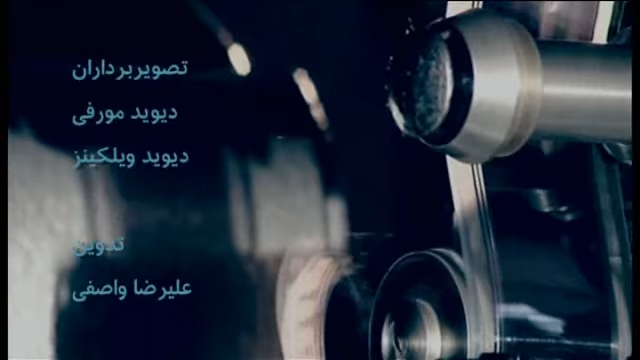 تصویربرداران
دیوید مورفی
دیوید ویلکینز
تدوین
علیرضا واصفی